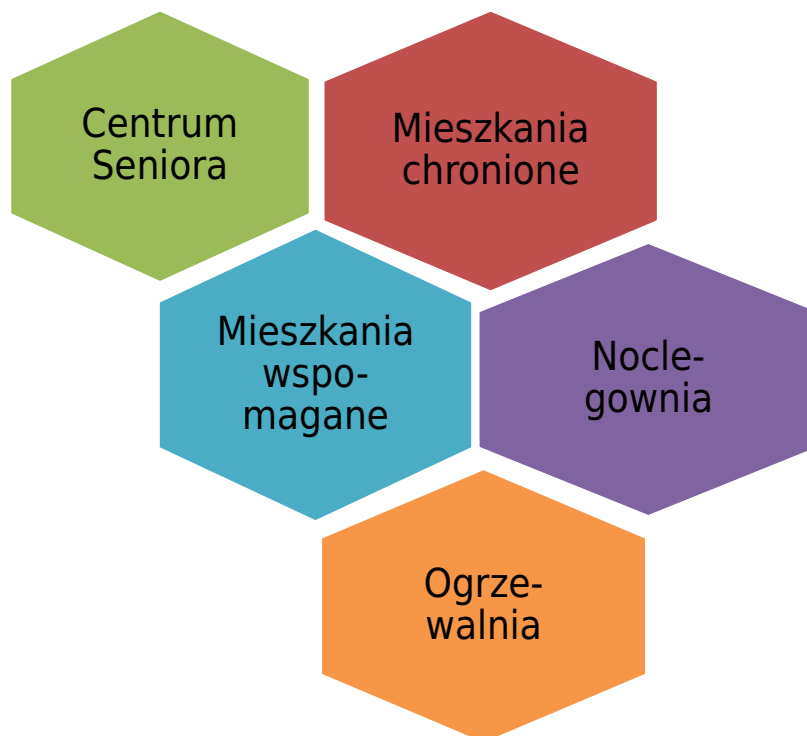 Centrum
Seniora
Mieszkania
chronione
Mieszkania
wspo-
magane
Nocle-
gownia
Ogrze-
walnia